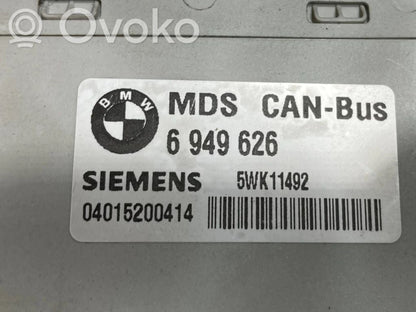 Ovoko
BMW
MDS CAN-Bus
6 949 626
SIEMENS 5WK11492
04015200414